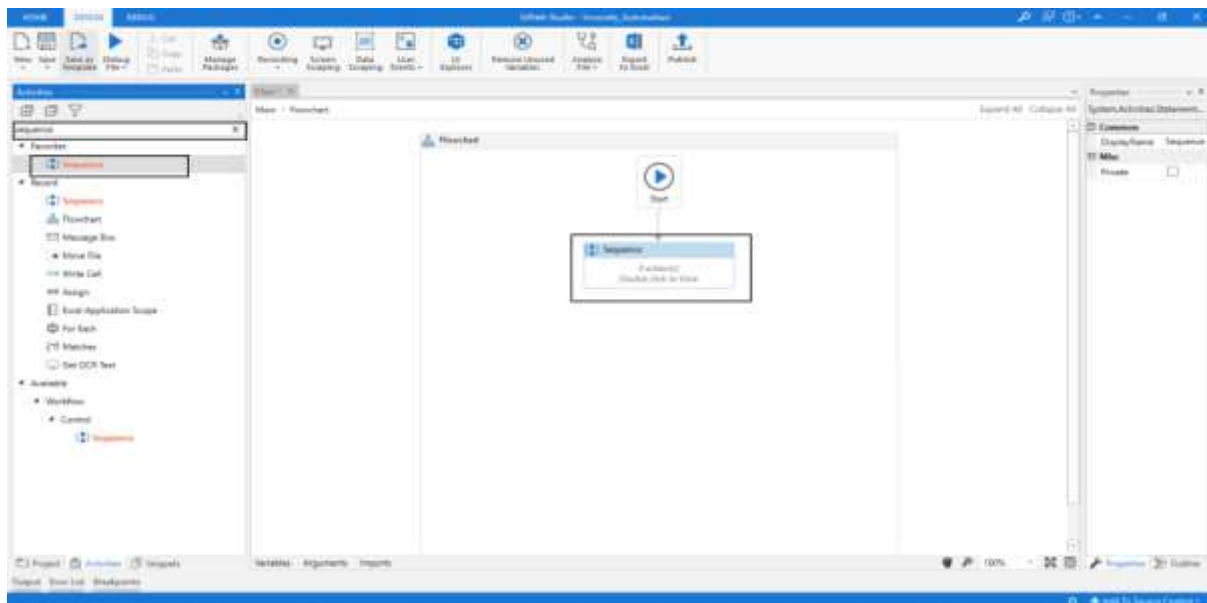 HOME DESIGN DEBUG
UiPath Studio
New Save Save as Template Debug File
Cut
Copy
Paste
Manage Packages
Recording Screen Scraping Data Scraping User Events
UI Explorer
Remove Unused Variables
Analyze File Export to Excel Publish
Activities
sequence
Favorites
Sequence
Recent
Sequence
Flowchart
Message Box
Move File
Write Cell
Assign
Excel Application Scope
For Each
Matches
Get OCR Text
Available
Workflow
Control
Sequence
Project Activities Snippets
Output Error List Breakpoints
Main
Main Flowchart
Expand All Collapse All
Flowchart
Start
Sequence
Double-click to view
Variables Arguments Imports
100%
Properties
System.Activities.Statement...
Common
DisplayName Sequence
Misc
Private
Properties Outline
Add to Source Control